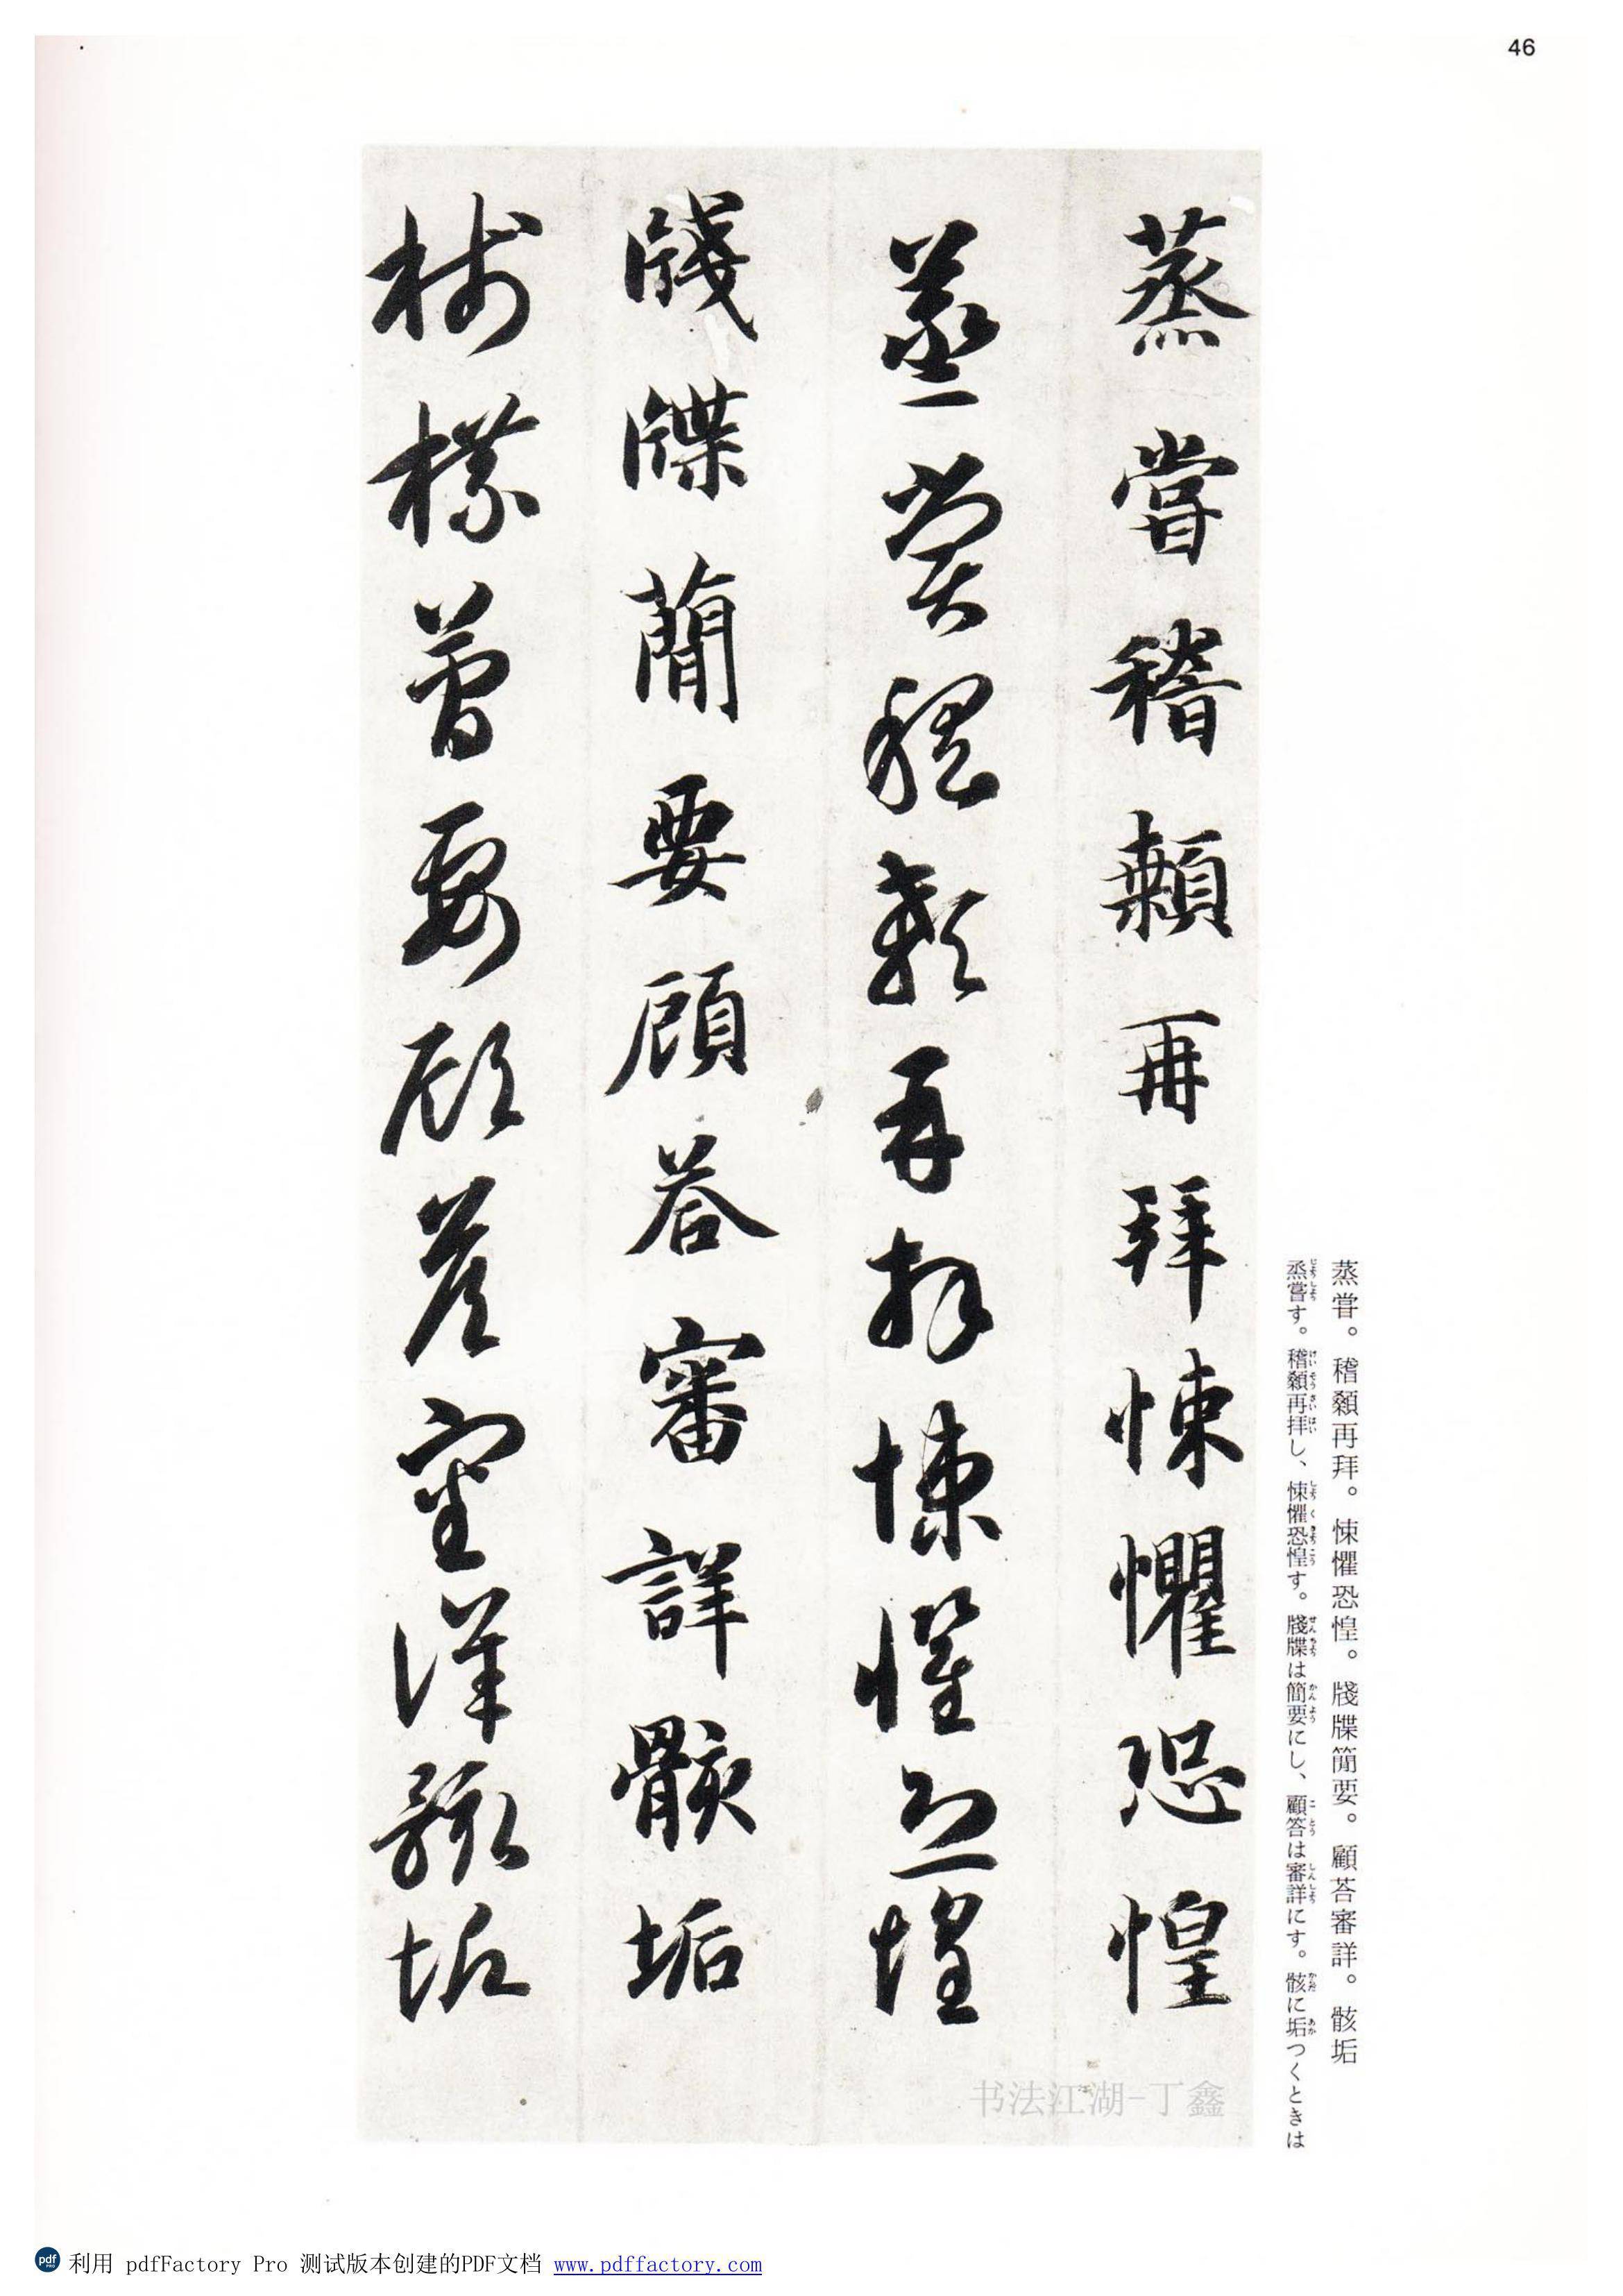 46
蒸甞。稽顙再拜。悚懼恐惶。牋牒簡要。顧荅審詳。骸垢
烝嘗す。稽顙再拝し、悚懼恐惶す。牋牒は簡要にし、顧答は審詳にす。骸に垢つくときは
蒸嘗稽顙再拜悚懼恐惶
蒸嘗稽顙再拜悚懼恐惶
牋牒簡要顧荅審詳骸垢
牋牒簡要顧荅審詳骸垢
书法江湖-丁鑫
利用 pdfFactory Pro 测试版本创建的PDF文档 www.pdffactory.com